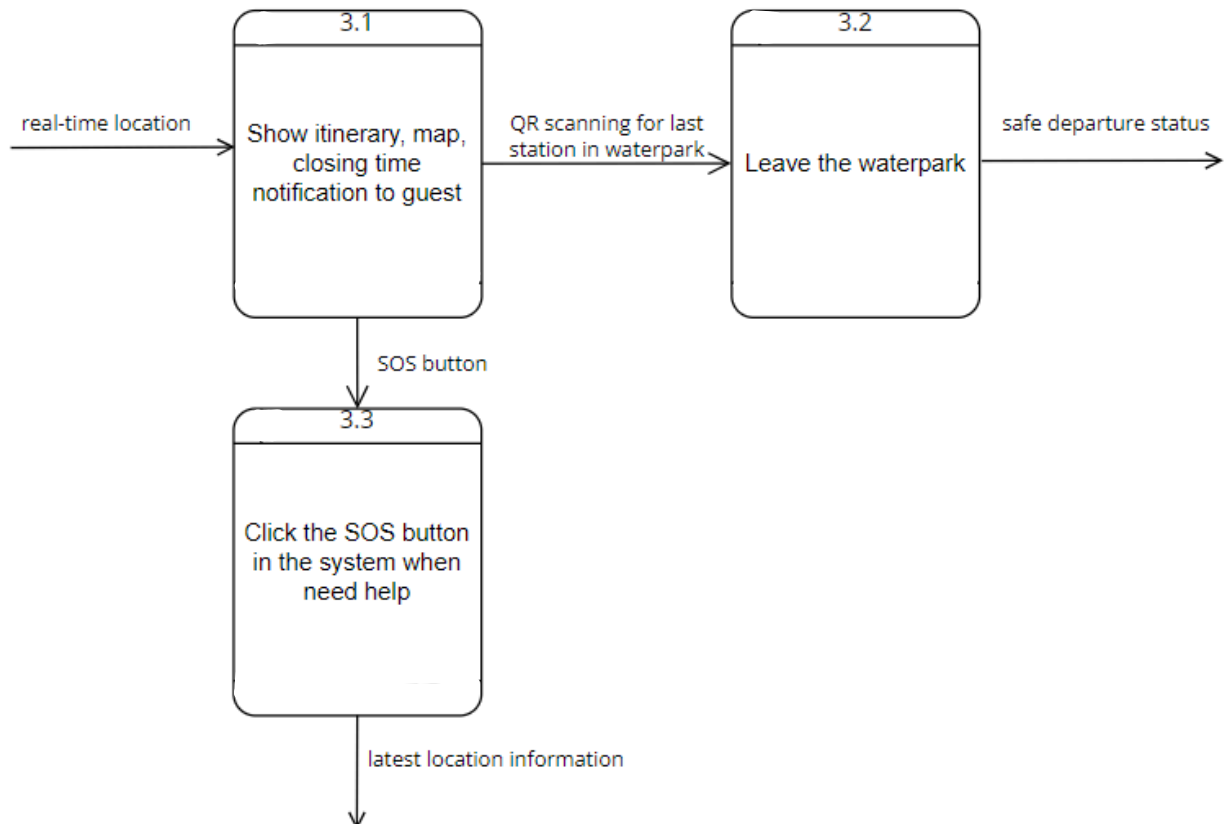 3.1
3.2
real-time location
Show itinerary, map,
closing time
notification to guest
QR scanning for last
station in waterpark
Leave the waterpark
safe departure status
SOS button
3.3
Click the SOS button
in the system when
need help
latest location information